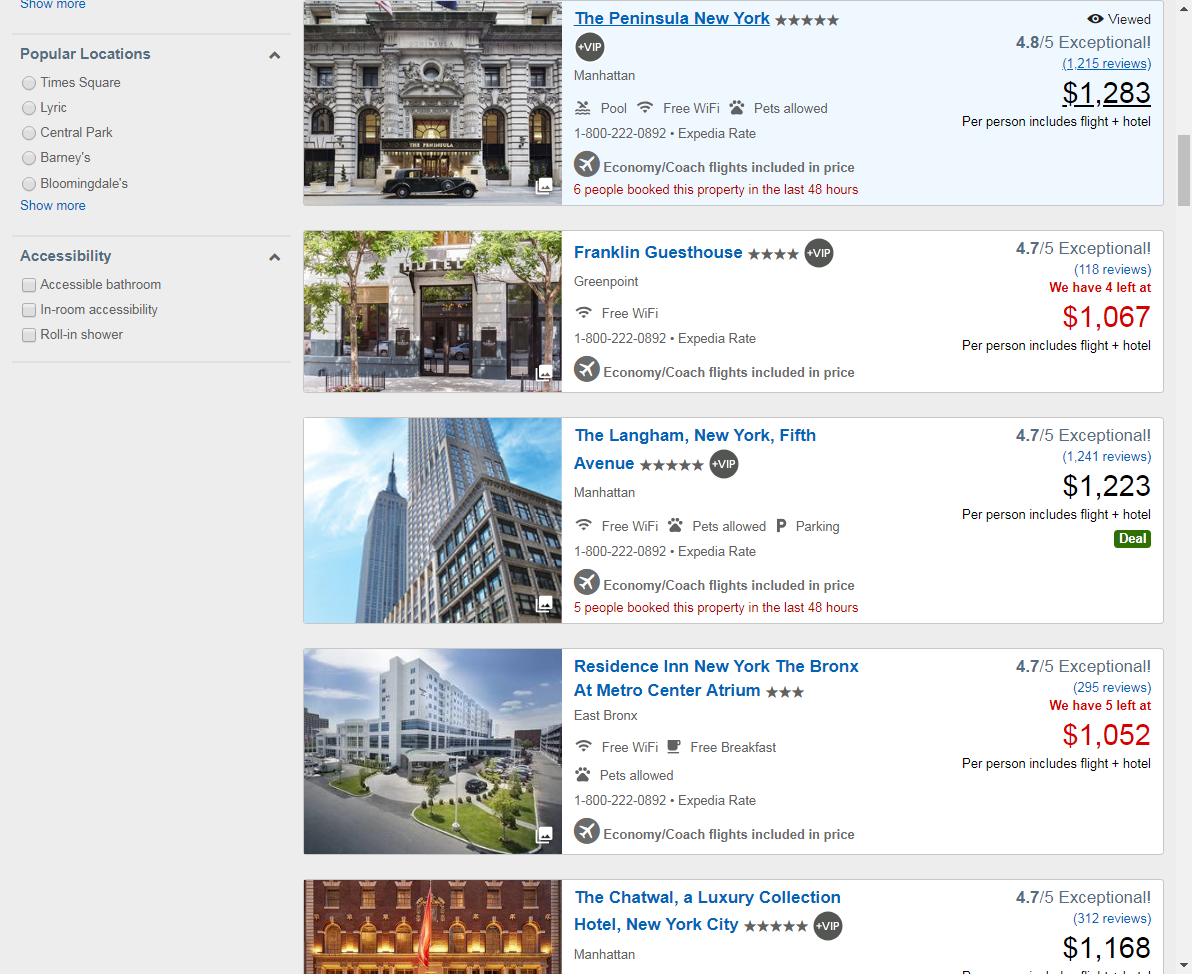 Show more
Popular Locations
Times Square
Lyric
Central Park
Barney's
Bloomingdale's
Show more
Accessibility
Accessible bathroom
In-room accessibility
Roll-in shower
THE PENINSULA
The Peninsula New York
+VIP
Manhattan
Pool Free WiFi Pets allowed
1-800-222-0892 • Expedia Rate
Economy/Coach flights included in price
6 people booked this property in the last 48 hours
Viewed
4.8/5 Exceptional!
(1,215 reviews)
$1,283
Per person includes flight + hotel
HOTEL
Franklin Guesthouse +VIP
Greenpoint
Free WiFi
1-800-222-0892 • Expedia Rate
Economy/Coach flights included in price
4.7/5 Exceptional!
(118 reviews)
We have 4 left at
$1,067
Per person includes flight + hotel
The Langham, New York, Fifth
Avenue +VIP
Manhattan
Free WiFi Pets allowed P Parking
1-800-222-0892 • Expedia Rate
Economy/Coach flights included in price
5 people booked this property in the last 48 hours
4.7/5 Exceptional!
(1,241 reviews)
$1,223
Per person includes flight + hotel
Deal
Residence Inn New York The Bronx
At Metro Center Atrium
East Bronx
Free WiFi Free Breakfast
Pets allowed
1-800-222-0892 • Expedia Rate
Economy/Coach flights included in price
4.7/5 Exceptional!
(295 reviews)
We have 5 left at
$1,052
Per person includes flight + hotel
The Chatwal, a Luxury Collection
Hotel, New York City +VIP
Manhattan
4.7/5 Exceptional!
(312 reviews)
$1,168